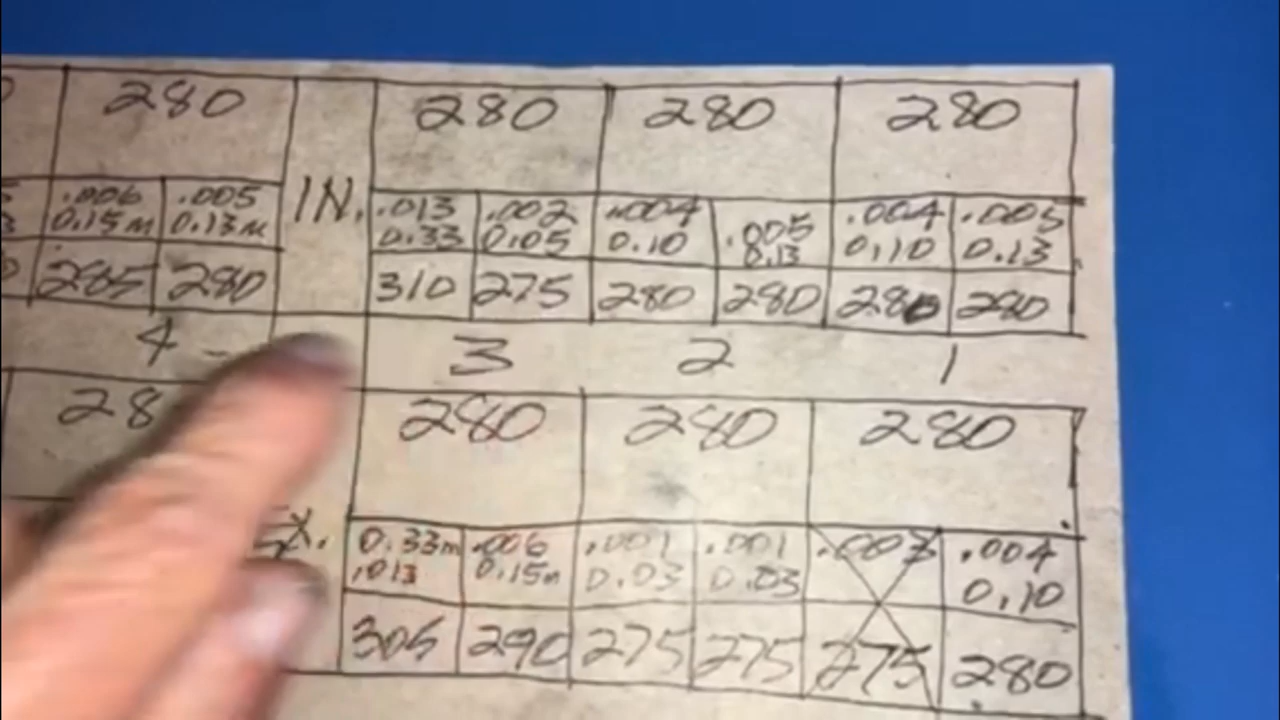 280 280 280 280
.006 .005 IN. .013 .002 .004 .005 .004 .005
0.15m 0.13m 0.33 0.05 0.10 0.13 0.10 0.13
285 280 310 275 280 280 280 280
4 3 2 1
28 280 280 280
EX. 0.33m .006 .001 .001 .003 .004
.013 0.15m 0.03 0.03 0.10
305 290 275 275 275 280